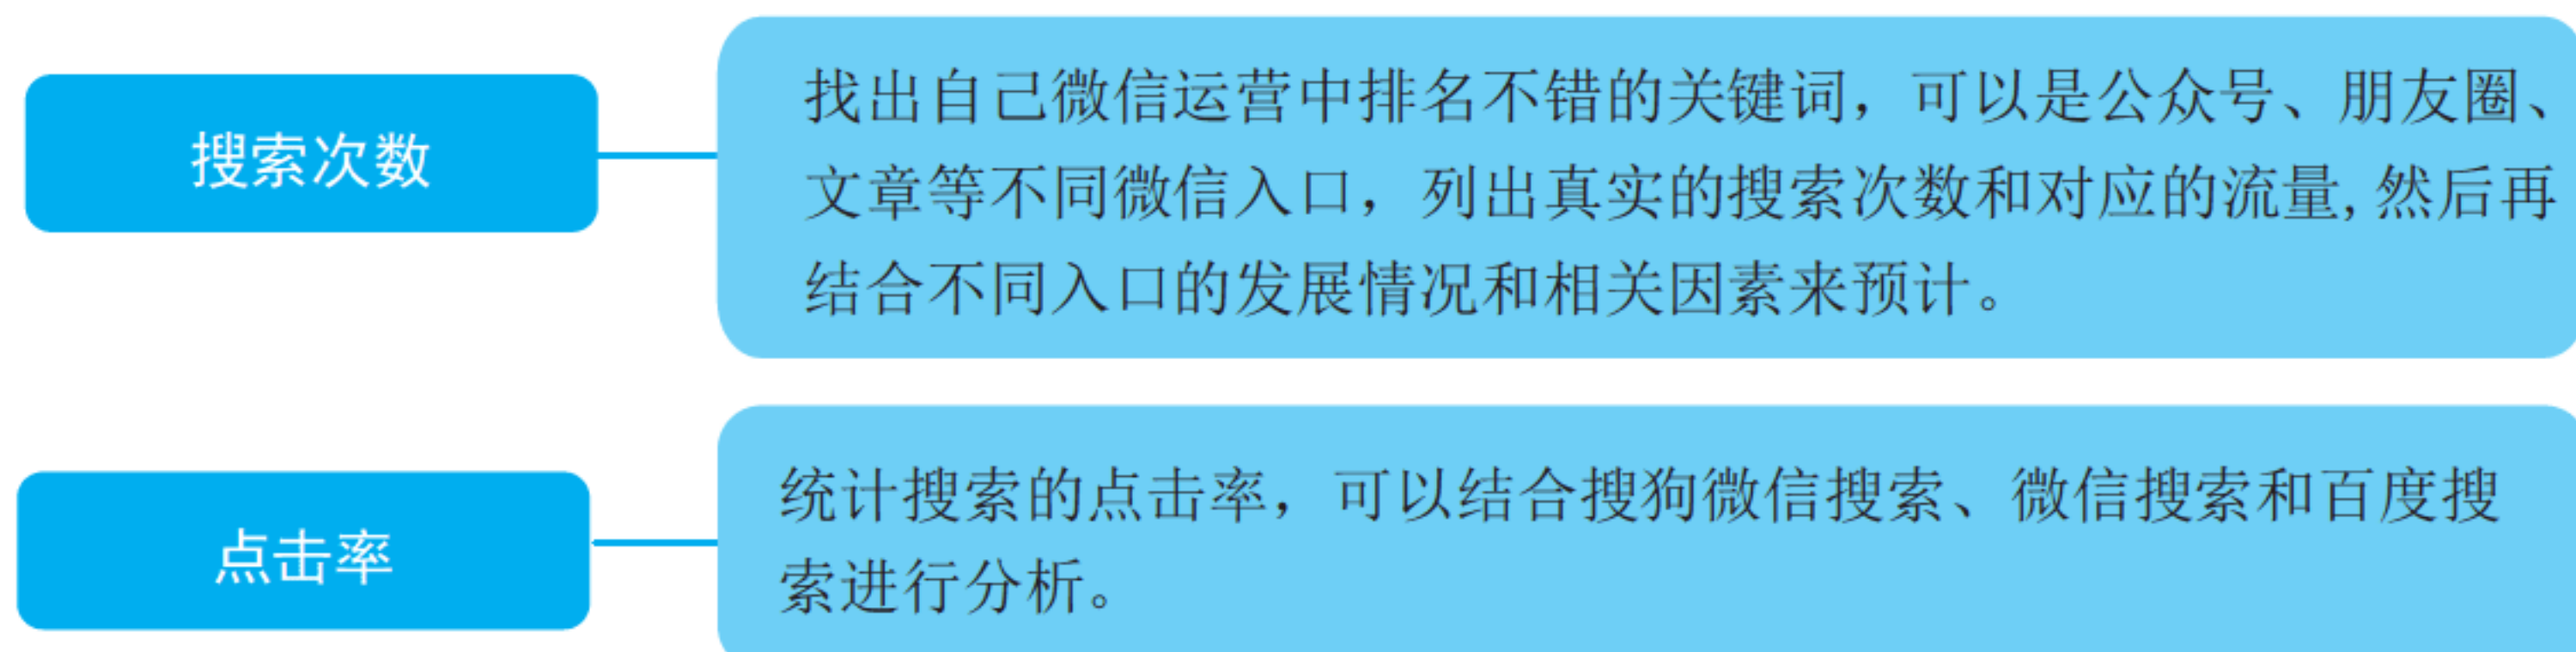 搜索次数
找出自己微信运营中排名不错的关键词，可以是公众号、朋友圈、
文章等不同微信入口，列出真实的搜索次数和对应的流量,然后再
结合不同入口的发展情况和相关因素来预计。
点击率
统计搜索的点击率，可以结合搜狗微信搜索、微信搜索和百度搜
索进行分析。